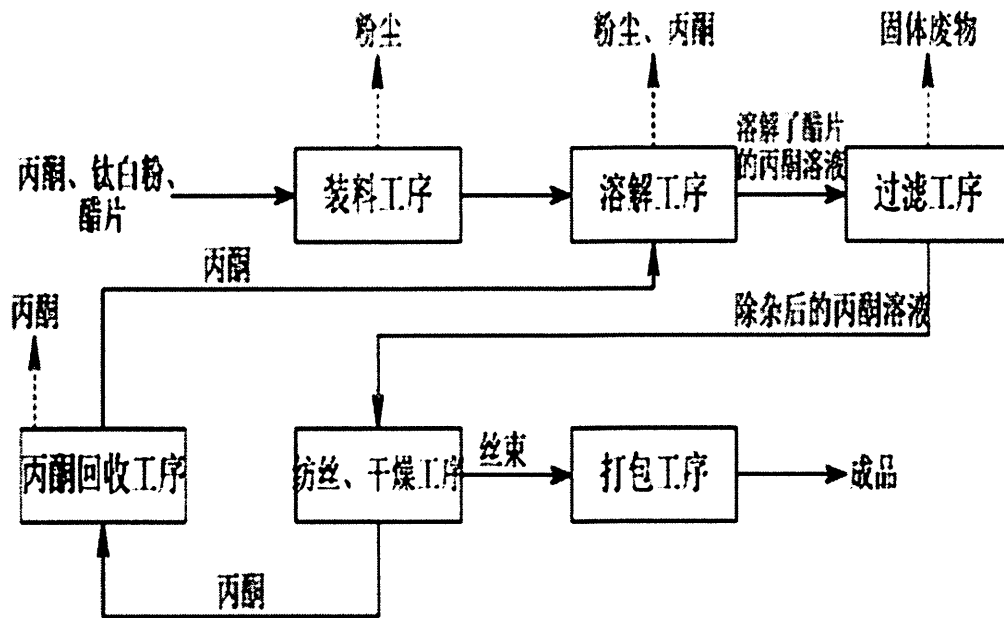 粉尘
粉尘、丙酮
固体废物
丙酮、钛白粉、
醋片
装料工序
溶解工序
溶解了醋片
的丙酮溶液
过滤工序
丙酮
丙酮
除杂后的丙酮溶液
丙酮回收工序
纺丝、干燥工序
丝束
打包工序
成品
丙酮